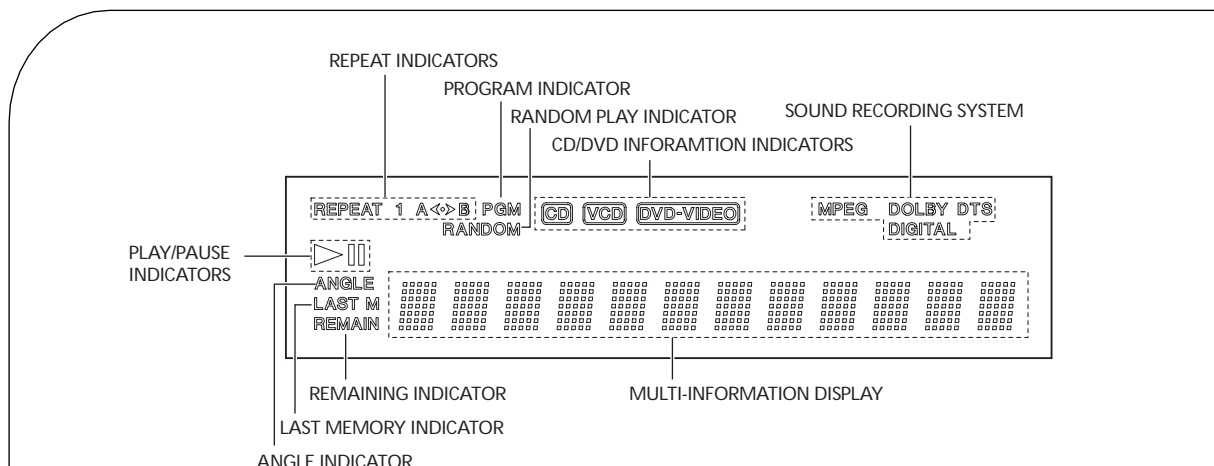 REPEAT INDICATORS
PROGRAM INDICATOR
RANDOM PLAY INDICATOR
SOUND RECORDING SYSTEM
CD/DVD INFORAMTION INDICATORS
REPEAT 1 A<·>B PGM CD VCD DVD-VIDEO MPEG DOLBY DTS
RANDOM DIGITAL
PLAY/PAUSE
INDICATORS
ANGLE
LAST M
REMAIN
REMAINING INDICATOR
MULTI-INFORMATION DISPLAY
LAST MEMORY INDICATOR
ANGLE INDICATOR